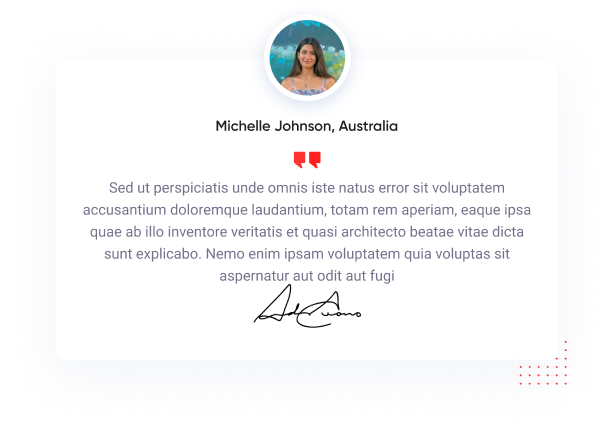 Michelle Johnson, Australia
Sed ut perspiciatis unde omnis iste natus error sit voluptatem
accusantium doloremque laudantium, totam rem aperiam, eaque ipsa
quae ab illo inventore veritatis et quasi architecto beatae vitae dicta
sunt explicabo. Nemo enim ipsam voluptatem quia voluptas sit
aspernatur aut odit aut fugi